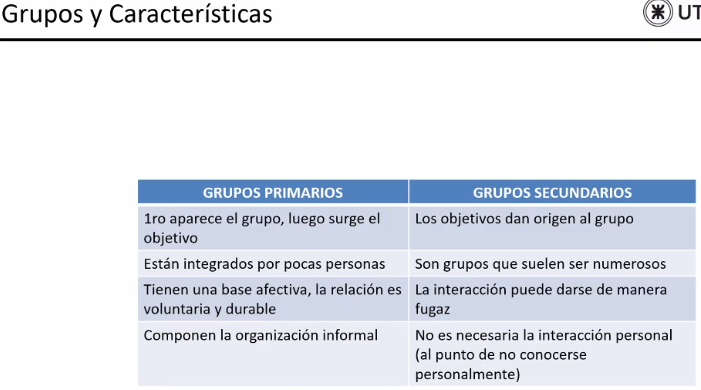 Grupos y Características
UT
GRUPOS PRIMARIOS
GRUPOS SECUNDARIOS
1ro aparece el grupo, luego surge el
objetivo
Los objetivos dan origen al grupo
Están integrados por pocas personas
Son grupos que suelen ser numerosos
Tienen una base afectiva, la relación es
voluntaria y durable
La interacción puede darse de manera
fugaz
Componen la organización informal
No es necesaria la interacción personal
(al punto de no conocerse
personalmente)